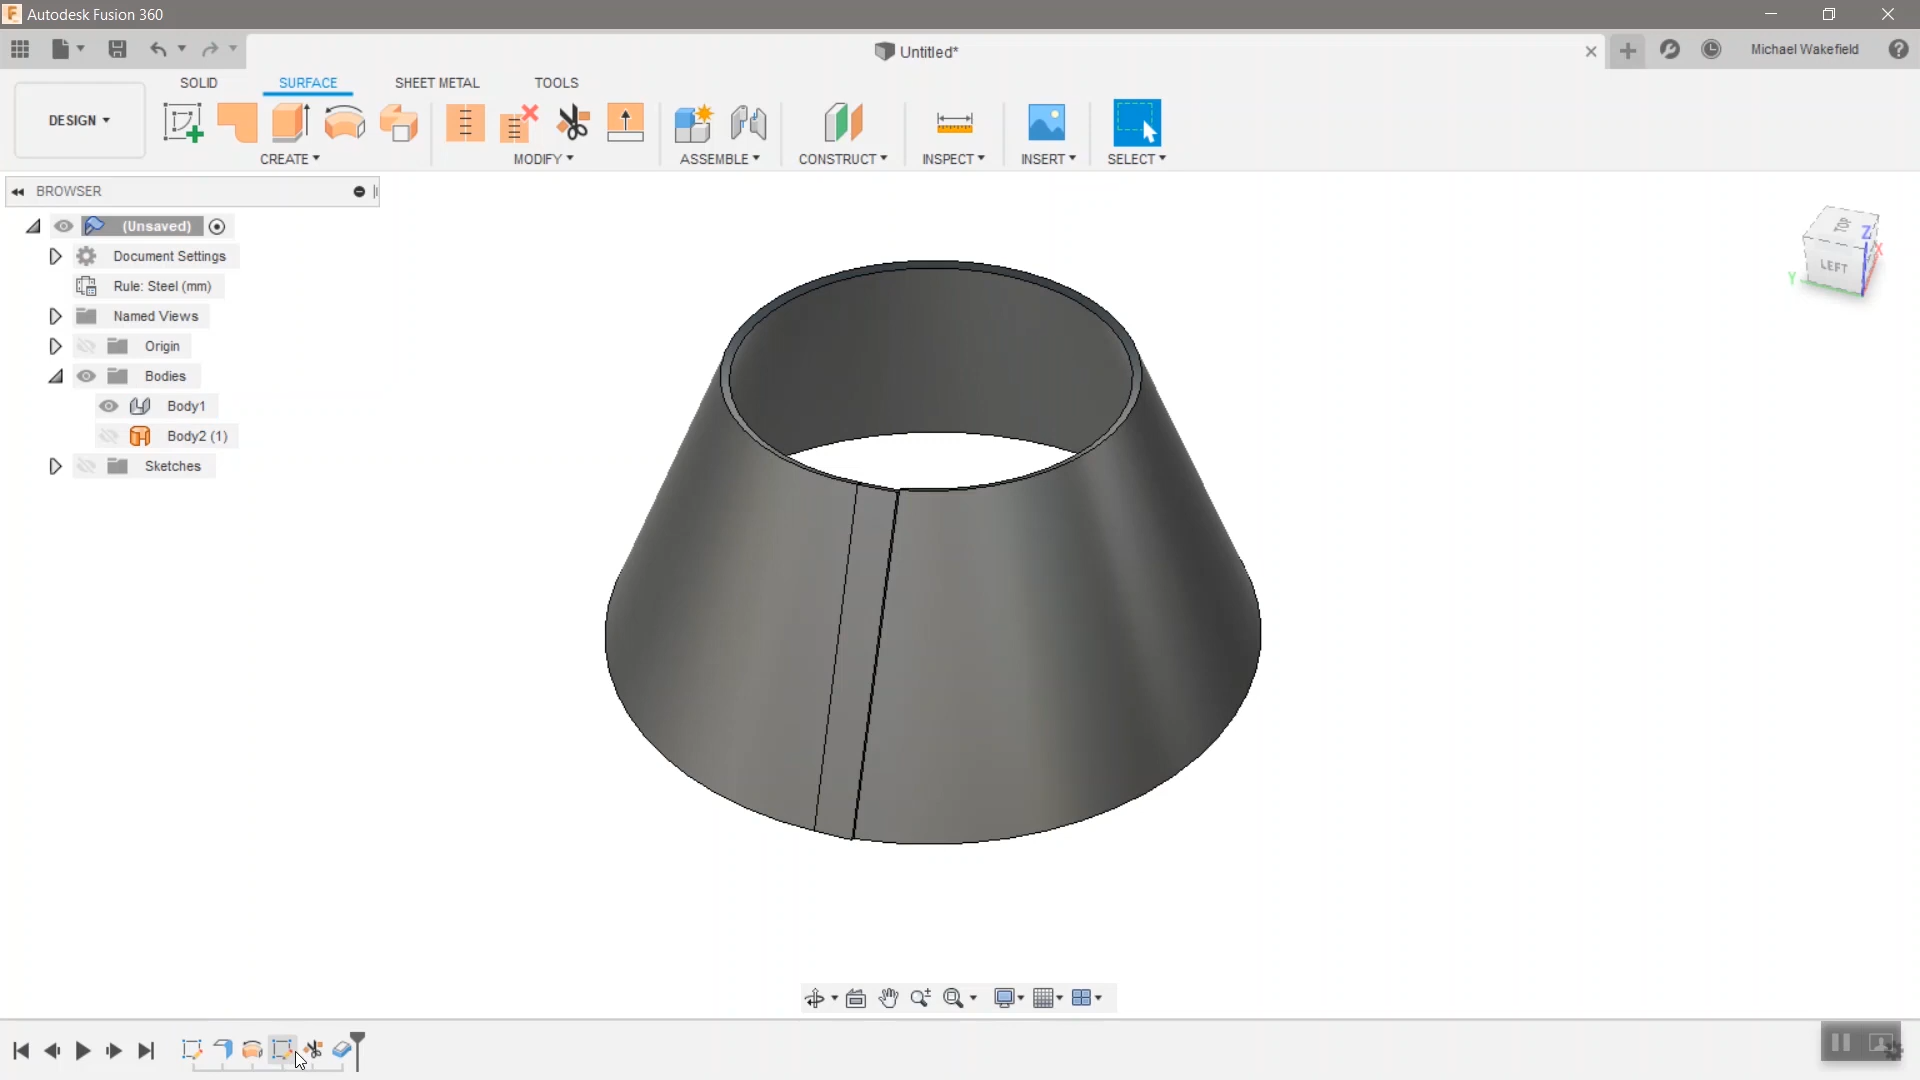 Autodesk Fusion 360
Untitled*
Michael Wakefield
SOLID
SURFACE
SHEET METAL
TOOLS
DESIGN
CREATE
MODIFY
ASSEMBLE
CONSTRUCT
INSPECT
INSERT
SELECT
BROWSER
(Unsaved)
Document Settings
Rule: Steel (mm)
Named Views
Origin
Bodies
Body1
Body2 (1)
Sketches
TOP
LEFT
Z
X
Y